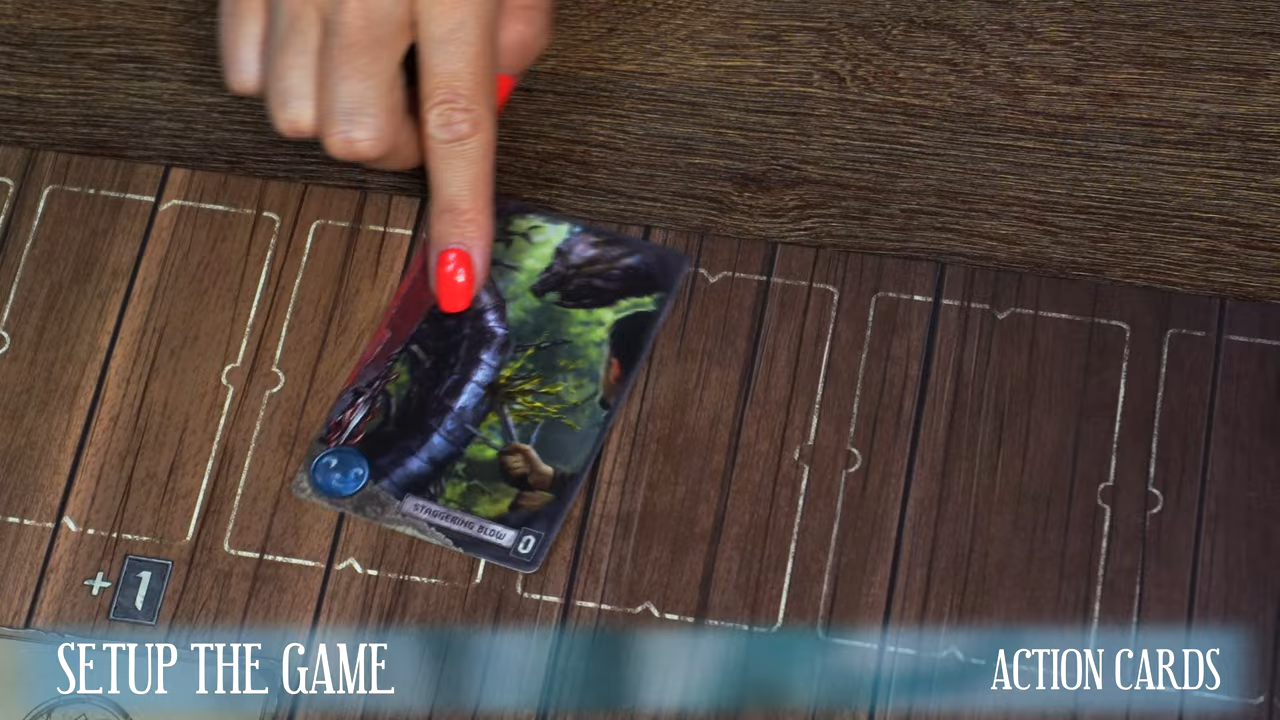 STAGGERING BLOW
0
+1
SETUP THE GAME
ACTION CARDS